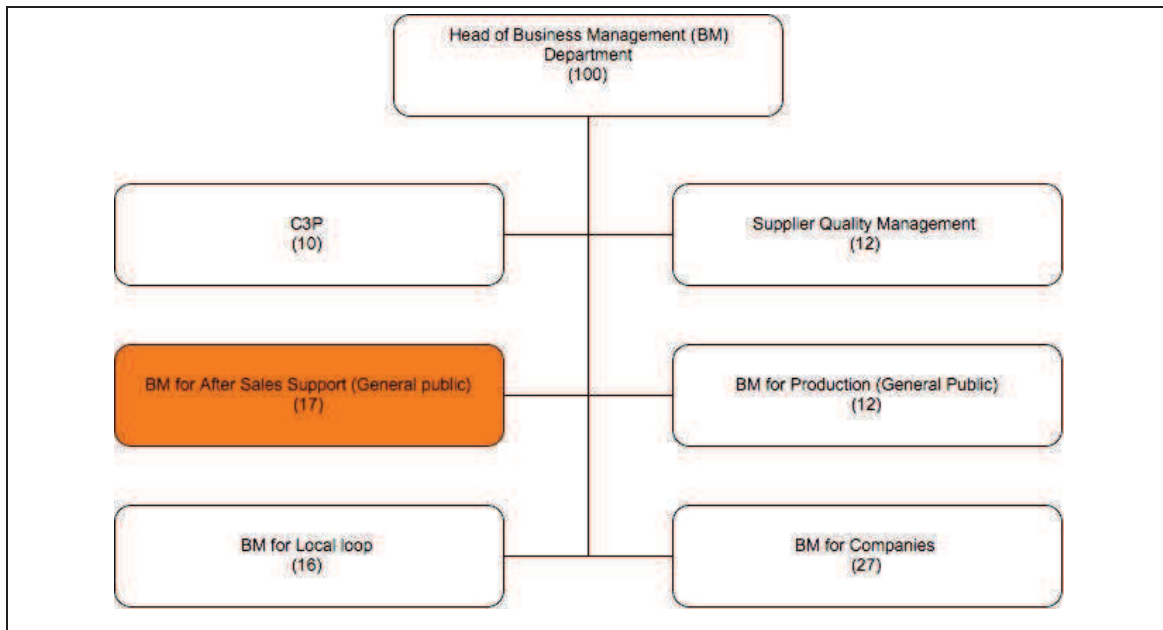 Head of Business Management (BM)
Department
(100)
C3P
(10)
Supplier Quality Management
(12)
BM for After Sales Support (General public)
(17)
BM for Production (General Public)
(12)
BM for Local loop
(16)
BM for Companies
(27)